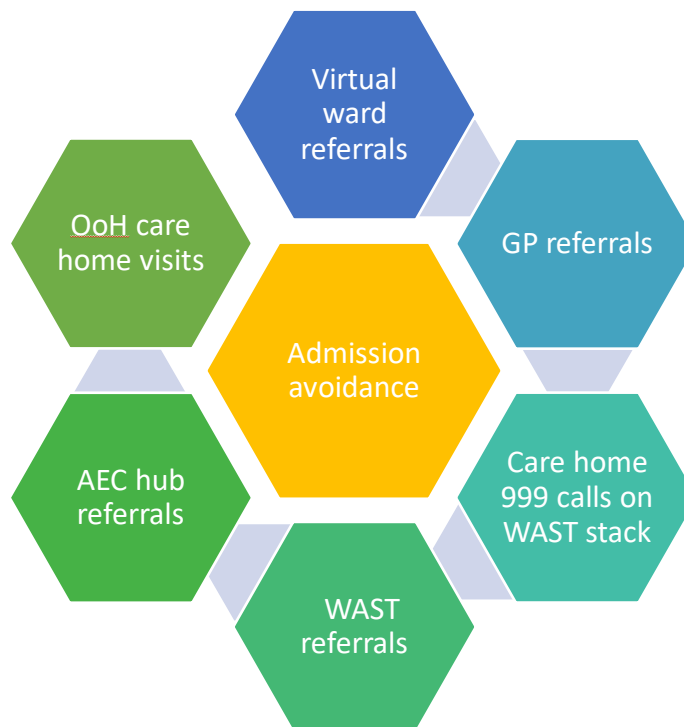 Virtual
ward
referrals
GP referrals
Care home
999 calls on
WAST stack
WAST
referrals
AEC hub
referrals
OoH care
home visits
Admission
avoidance